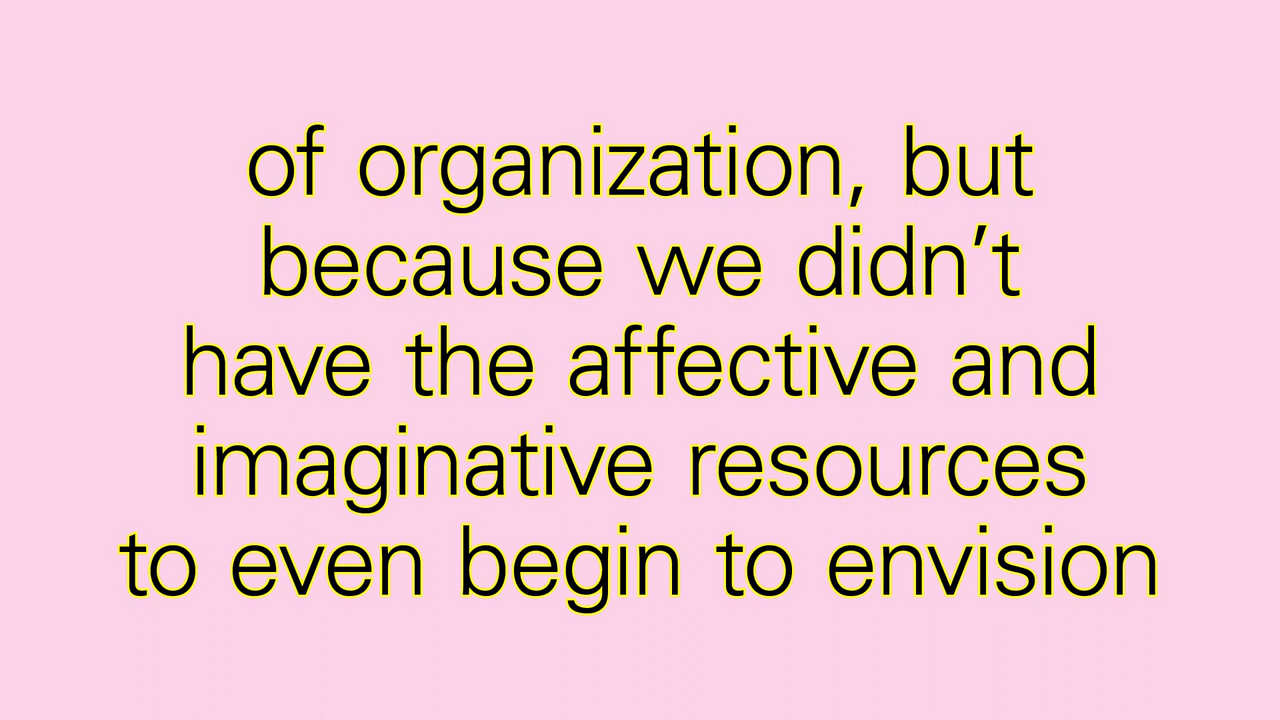 of organization, but
because we didn’t
have the affective and
imaginative resources
to even begin to envision